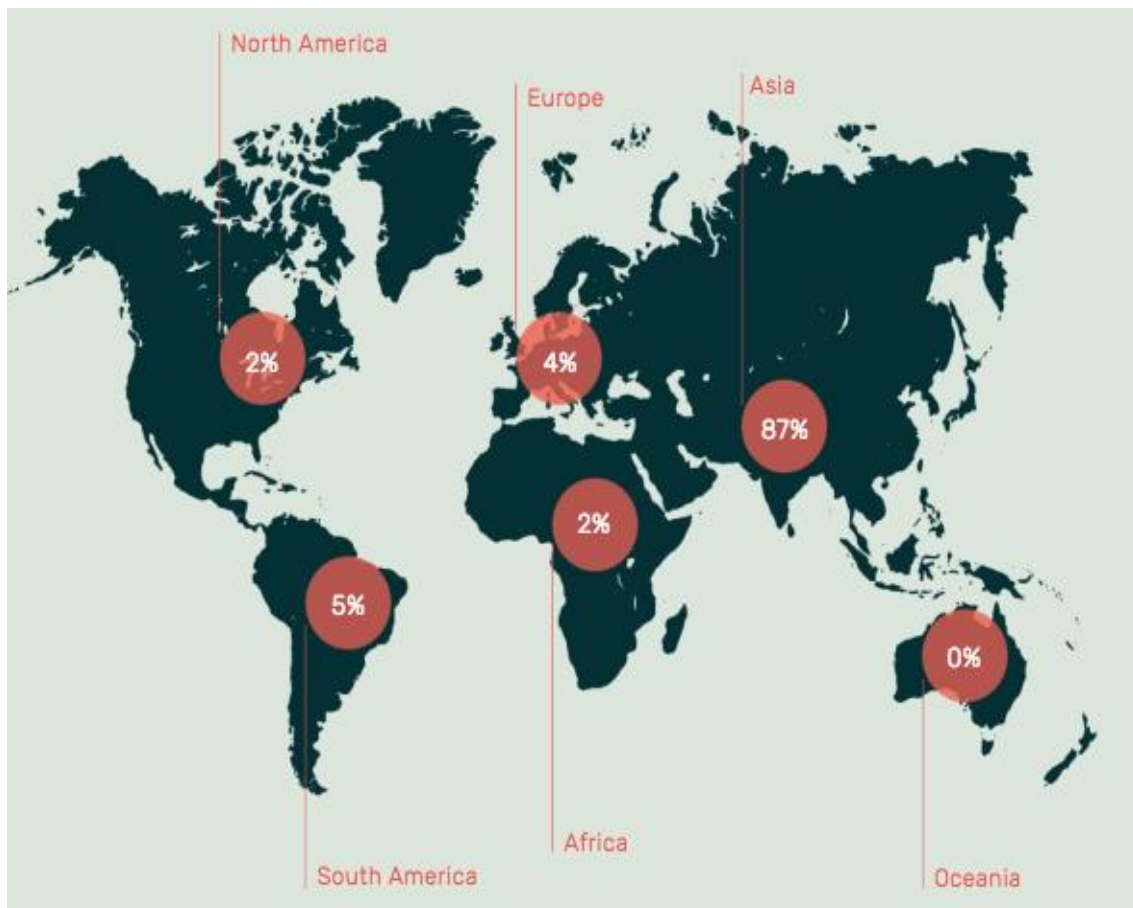 North America
Europe
Asia
2%
4%
87%
2%
5%
0%
Africa
South America
Oceania